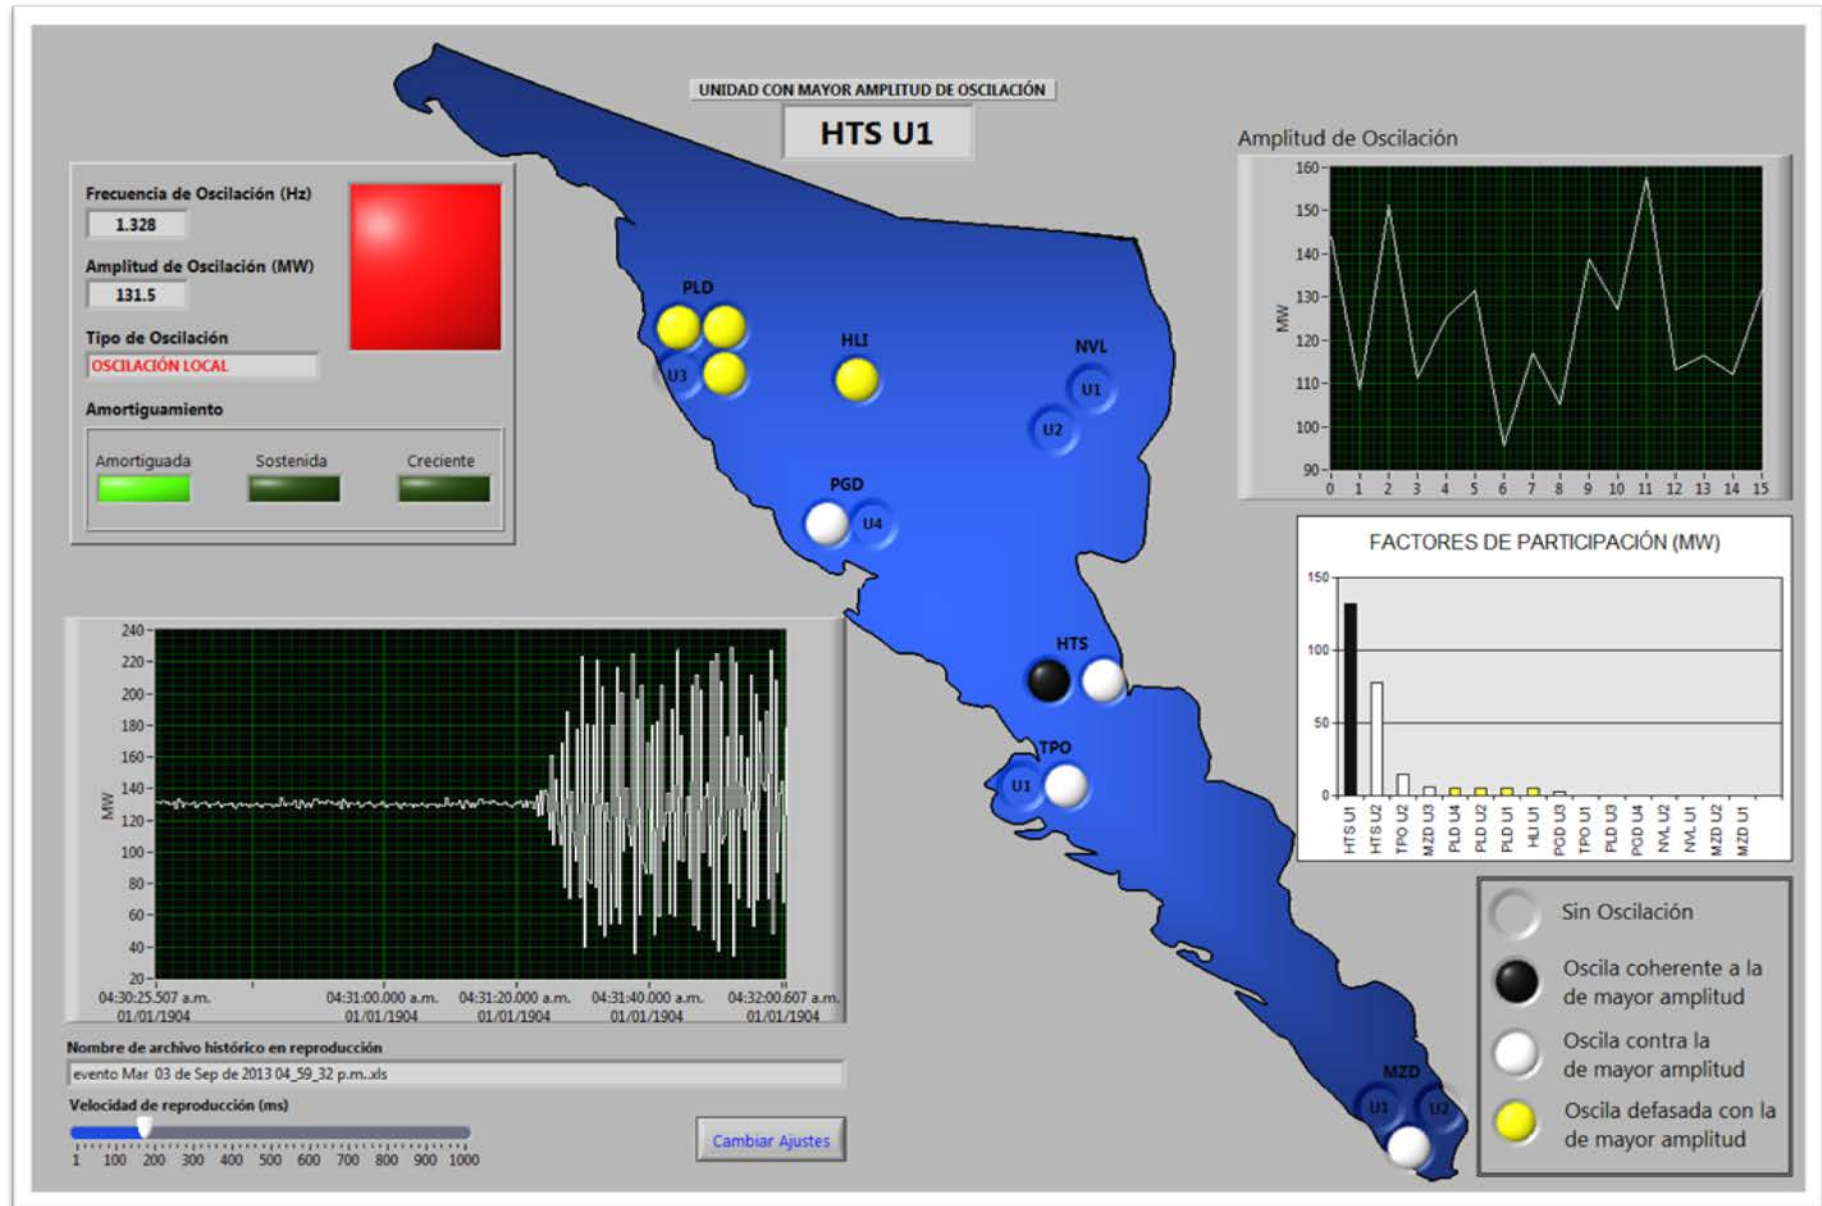 UNIDAD CON MAYOR AMPLITUD DE OSCILACIÓN
HTS U1
Frecuencia de Oscilación (Hz)
1.328
Amplitud de Oscilación (MW)
131.5
Tipo de Oscilación
OSCILACIÓN LOCAL
Amortiguamiento
Amortiguada Sostenida Creciente
PLD
U3
HLI
NVL
U1
U2
PGD
U4
HTS
TPO
U1
MZD
U1 U2
Amplitud de Oscilación
160
150
140
130
120
110
100
90
MW
0 1 2 3 4 5 6 7 8 9 10 11 12 13 14 15
FACTORES DE PARTICIPACIÓN (MW)
150
100
50
0
HTS U1
HTS U2
TPO U2
MZD U3
PLD U4
PLD U2
PLD U1
HLI U1
PGD U3
TPO U1
PLD U3
PGD U4
NVL U2
NVL U1
MZD U2
MZD U1
Sin Oscilación
Oscila coherente a la
de mayor amplitud
Oscila contra la
de mayor amplitud
Oscila defasada con la
de mayor amplitud
240
220
200
180
160
140
120
100
80
60
40
20
MW
04:30:25.507 a.m. 04:31:00.000 a.m. 04:31:20.000 a.m. 04:31:40.000 a.m. 04:32:00.607 a.m.
01/01/1904 01/01/1904 01/01/1904 01/01/1904 01/01/1904
Nombre de archivo histórico en reproducción
evento Mar 03 de Sep de 2013 04_59_32 p.m..xls
Velocidad de reproducción (ms)
1 100 200 300 400 500 600 700 800 900 1000
Cambiar Ajustes